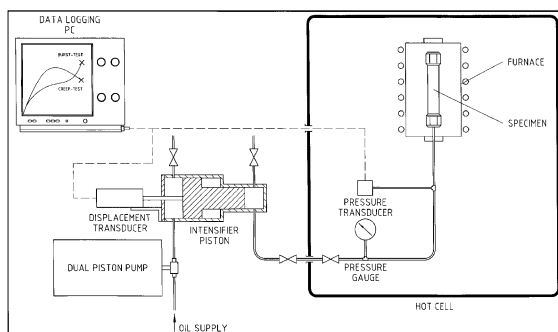 DATA LOGGING
PC
BURST-TEST
CREEP-TEST
FURNACE
SPECIMEN
DISPLACEMENT
TRANSDUCER
INTENSIFIER
PISTON
PRESSURE
TRANSDUCER
PRESSURE
GAUGE
DUAL PISTON PUMP
HOT CELL
OIL SUPPLY